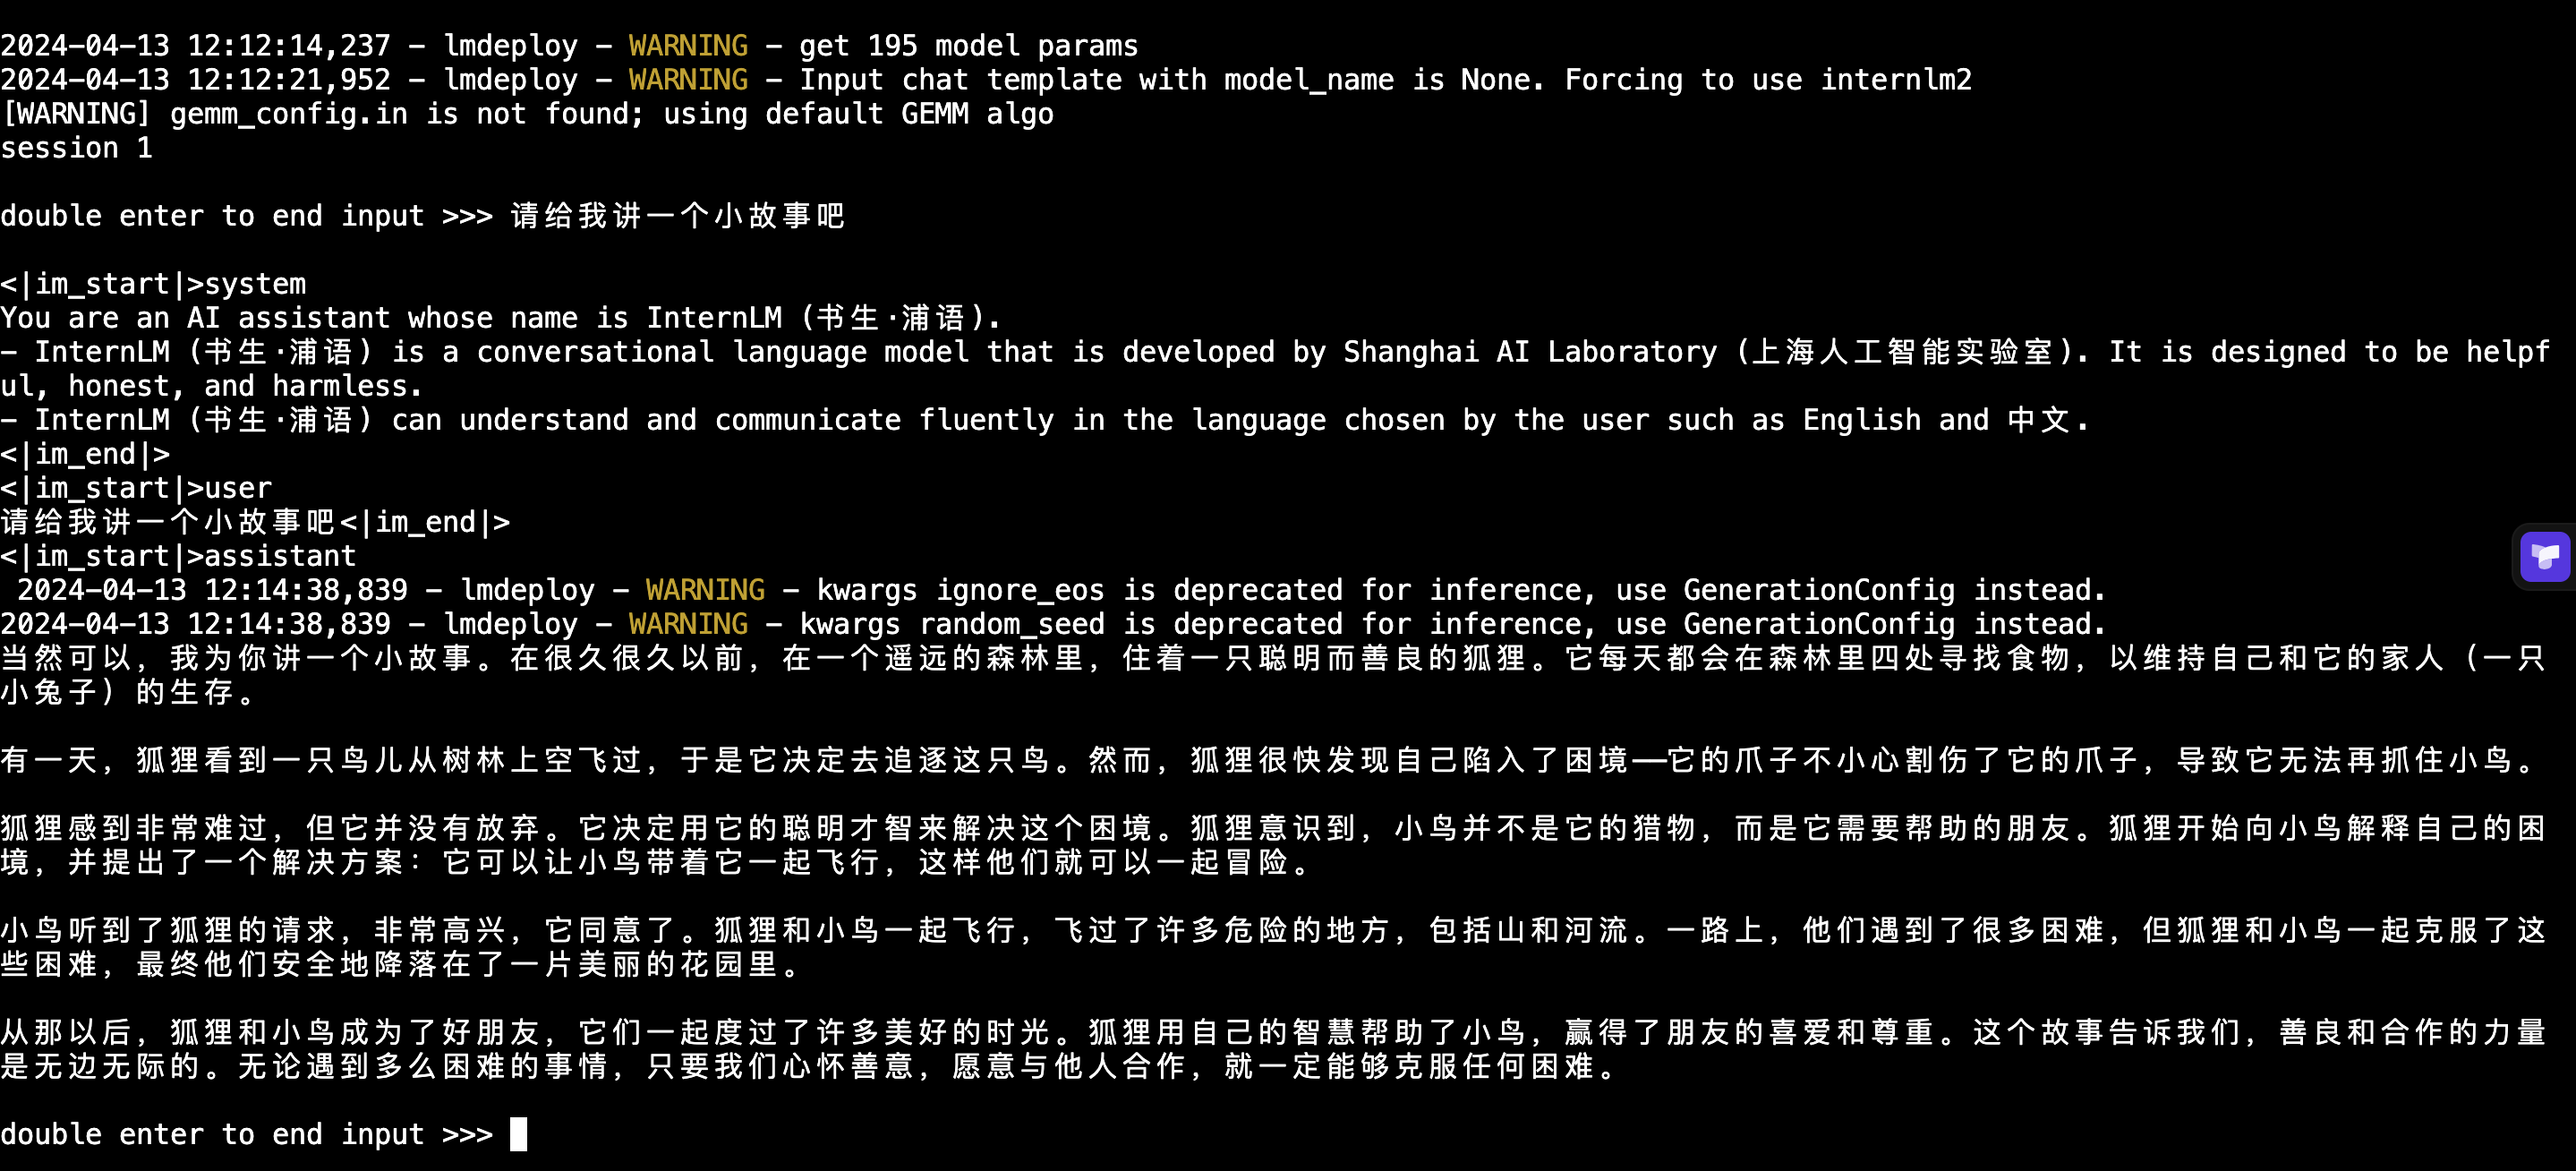 2024-04-13 12:12:14,237 - lmdeploy - WARNING - get 195 model params
2024-04-13 12:12:21,952 - lmdeploy - WARNING - Input chat template with model_name is None. Forcing to use internlm2
[WARNING] gemm_config.in is not found; using default GEMM algo
session 1
double enter to end input >>> 请给我讲一个小故事吧
<|im_start|>system
You are an AI assistant whose name is InternLM (书生·浦语).
- InternLM (书生·浦语) is a conversational language model that is developed by Shanghai AI Laboratory (上海人工智能实验室). It is designed to be helpf
ul, honest, and harmless.
- InternLM (书生·浦语) can understand and communicate fluently in the language chosen by the user such as English and 中文.
<|im_end|>
<|im_start|>user
请给我讲一个小故事吧<|im_end|>
<|im_start|>assistant
2024-04-13 12:14:38,839 - lmdeploy - WARNING - kwargs ignore_eos is deprecated for inference, use GenerationConfig instead.
2024-04-13 12:14:38,839 - lmdeploy - WARNING - kwargs random_seed is deprecated for inference, use GenerationConfig instead.
当然可以，我为你讲一个小故事。在很久很久以前，在一个遥远的森林里，住着一只聪明而善良的狐狸。它每天都会在森林里四处寻找食物，以维持自己和它的家人（一只
小兔子）的生存。
有一天，狐狸看到一只鸟儿从树林上空飞过，于是它决定去追逐这只鸟。然而，狐狸很快发现自己陷入了困境——它的爪子不小心割伤了它的爪子，导致它无法再抓住小鸟。
狐狸感到非常难过，但它并没有放弃。它决定用它的聪明才智来解决这个困境。狐狸意识到，小鸟并不是它的猎物，而是它需要帮助的朋友。狐狸开始向小鸟解释自己的困
境，并提出了一个解决方案：它可以让小鸟带着它一起飞行，这样他们就可以一起冒险。
小鸟听到了狐狸的请求，非常高兴，它同意了。狐狸和小鸟一起飞行，飞过了许多危险的地方，包括山和河流。一路上，他们遇到了很多困难，但狐狸和小鸟一起克服了这
些困难，最终他们安全地降落在了一片美丽的花园里。
从那以后，狐狸和小鸟成为了好朋友，它们一起度过了许多美好的时光。狐狸用自己的智慧帮助了小鸟，赢得了朋友的喜爱和尊重。这个故事告诉我们，善良和合作的力量
是无边无际的。无论遇到多么困难的事情，只要我们心怀善意，愿意与他人合作，就一定能够克服任何困难。
double enter to end input >>>